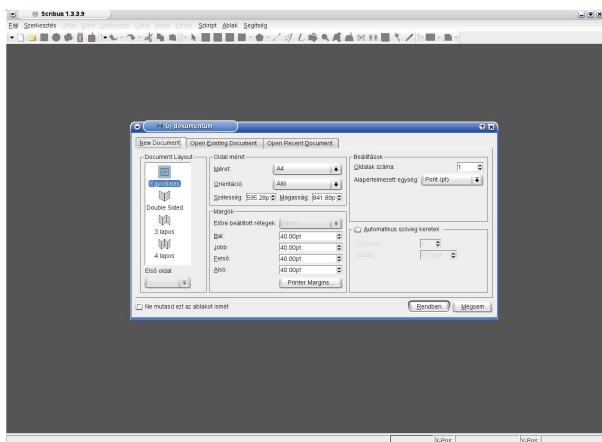 Scribus 1.3.3.9
Fájl Szerkesztés Szkript Ablak Segítség
Új dokumentum
New Document Open Existing Document Open Recent Document
Document Layout
Egyoldalas
Double Sided
3 lapos
4 lapos
Első oldal
Oldal méret
Méret: A4
Orientáció: Álló
Szélesség: 595.28pt Magasság: 841.89pt
Margók
Előre beállított rétegek:
Bal: 40.00pt
Jobb: 40.00pt
Felső: 40.00pt
Alsó: 40.00pt
Printer Margins...
Beállítások
Oldalak száma: 1
Alapértelmezett egység: Pont (pt)
Automatikus szöveg keretek
11.00pt
Ne mutasd ezt az ablakot ismét
Rendben Mégsem
X-Pos: Y-Pos: